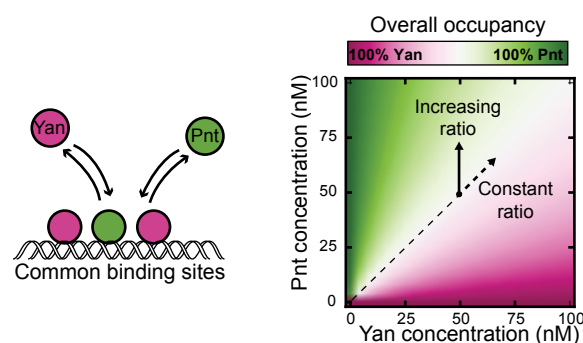 Yan
Pnt
Common binding sites
Overall occupancy
100% Yan
100% Pnt
Pnt concentration (nM)
100
75
50
25
0
Increasing
ratio
Constant
ratio
0
25
50
75
100
Yan concentration (nM)